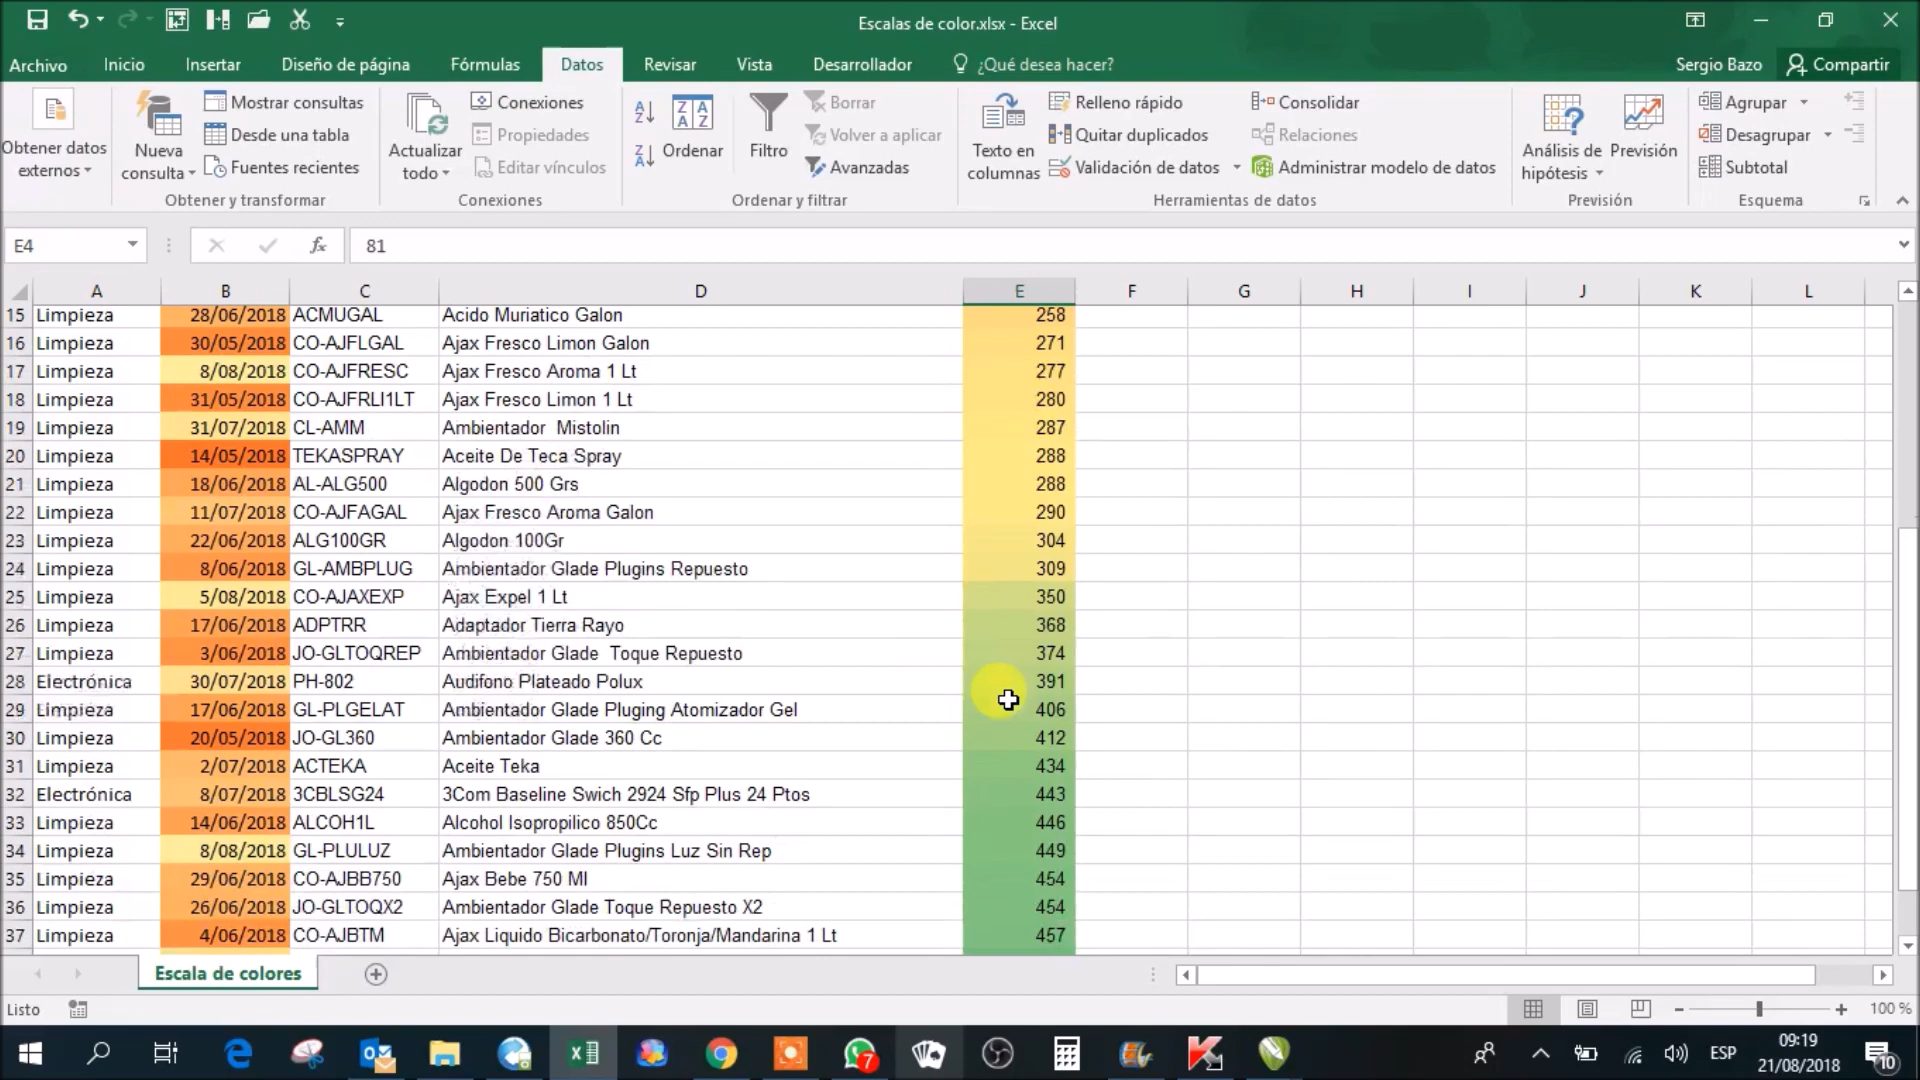 Escalas de color.xlsx - Excel
Archivo Inicio Insertar Diseño de página Fórmulas Datos Revisar Vista Desarrollador ¿Qué desea hacer? Sergio Bazo Compartir
Obtener datos externos
Nueva consulta
Mostrar consultas
Desde una tabla
Fuentes recientes
Obtener y transformar
Actualizar todo
Conexiones
Propiedades
Editar vínculos
Conexiones
Ordenar
Filtro
Borrar
Volver a aplicar
Avanzadas
Ordenar y filtrar
Texto en columnas
Relleno rápido
Quitar duplicados
Validación de datos
Consolidar
Relaciones
Administrar modelo de datos
Herramientas de datos
Análisis de hipótesis
Previsión
Previsión
Agrupar
Desagrupar
Subtotal
Esquema
E4 fx 81
A B C D E F G H I J K L
15 Limpieza 28/06/2018 ACMUGAL Acido Muriatico Galon 258
16 Limpieza 30/05/2018 CO-AJFLGAL Ajax Fresco Limon Galon 271
17 Limpieza 8/08/2018 CO-AJFRESC Ajax Fresco Aroma 1 Lt 277
18 Limpieza 31/05/2018 CO-AJFRLI1LT Ajax Fresco Limon 1 Lt 280
19 Limpieza 31/07/2018 CL-AMM Ambientador  Mistolin 287
20 Limpieza 14/05/2018 TEKASPRAY Aceite De Teca Spray 288
21 Limpieza 18/06/2018 AL-ALG500 Algodon 500 Grs 288
22 Limpieza 11/07/2018 CO-AJFAGAL Ajax Fresco Aroma Galon 290
23 Limpieza 22/06/2018 ALG100GR Algodon 100Gr 304
24 Limpieza 8/06/2018 GL-AMBPLUG Ambientador Glade Plugins Repuesto 309
25 Limpieza 5/08/2018 CO-AJAXEXP Ajax Expel 1 Lt 350
26 Limpieza 17/06/2018 ADPTRR Adaptador Tierra Rayo 368
27 Limpieza 3/06/2018 JO-GLTOQREP Ambientador Glade  Toque Repuesto 374
28 Electrónica 30/07/2018 PH-802 Audifono Plateado Polux 391
29 Limpieza 17/06/2018 GL-PLGELAT Ambientador Glade Pluging Atomizador Gel 406
30 Limpieza 20/05/2018 JO-GL360 Ambientador Glade 360 Cc 412
31 Limpieza 2/07/2018 ACTEKA Aceite Teka 434
32 Electrónica 8/07/2018 3CBLSG24 3Com Baseline Swich 2924 Sfp Plus 24 Ptos 443
33 Limpieza 14/06/2018 ALCOH1L Alcohol Isopropilico 850Cc 446
34 Limpieza 8/08/2018 GL-PLULUZ Ambientador Glade Plugins Luz Sin Rep 449
35 Limpieza 29/06/2018 CO-AJBB750 Ajax Bebe 750 Ml 454
36 Limpieza 26/06/2018 JO-GLTOQX2 Ambientador Glade Toque Repuesto X2 454
37 Limpieza 4/06/2018 CO-AJBTM Ajax Liquido Bicarbonato/Toronja/Mandarina 1 Lt 457
Escala de colores
Listo 100 %
7 ESP 09:19
21/08/2018 10